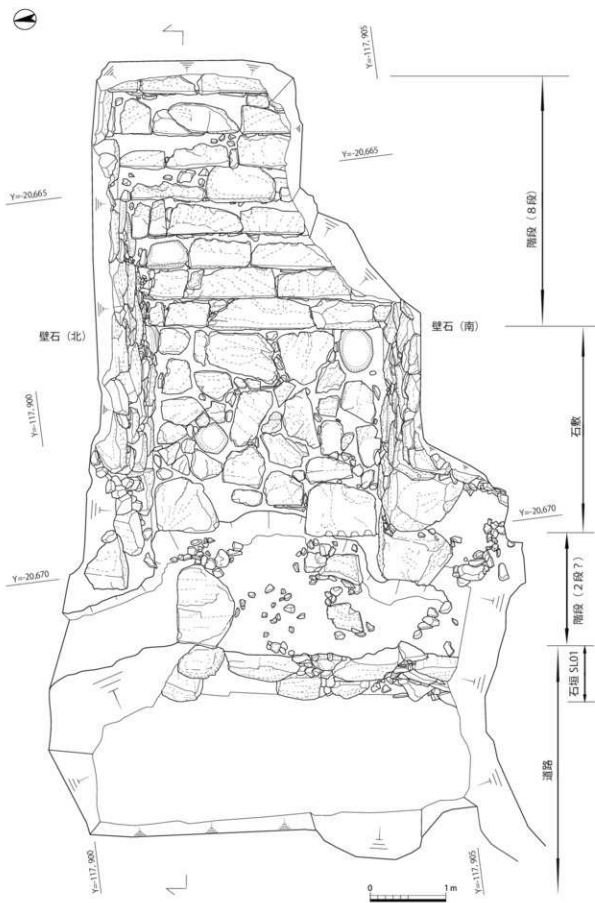 Y=-117,905
Y=-20,665
Y=-20,665
階段（８段）
壁石（北）
壁石（南）
Y=-117,900
石敷
Y=-20,670
Y=-20,670
階段（２段？）
石垣 SL01
道路
Y=-117,900
Y=-117,905
0
1 m